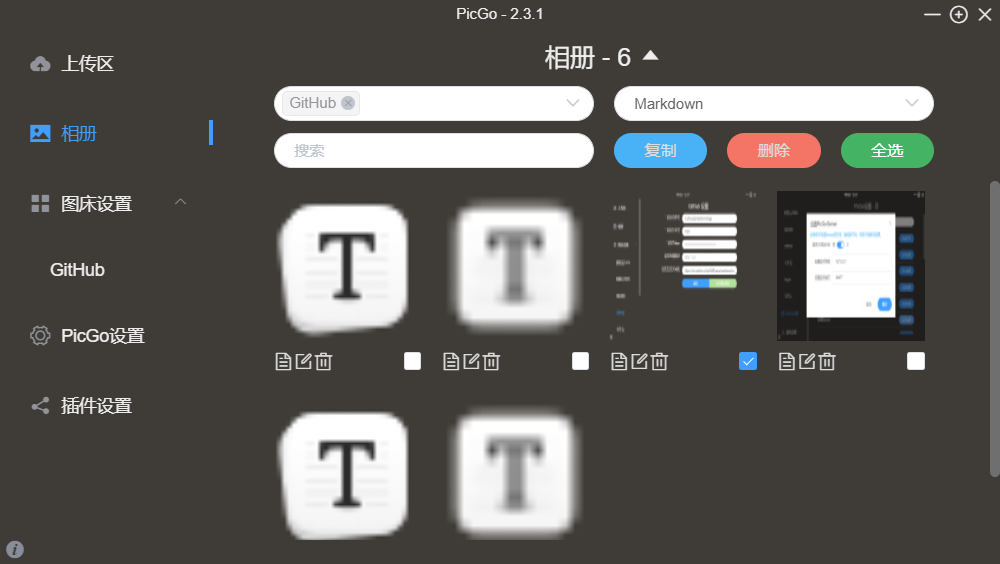 PicGo - 2.3.1
上传区
相册
图床设置
GitHub
PicGo设置
插件设置
相册 - 6
GitHub
Markdown
搜索
复制
删除
全选
T
T
T
T